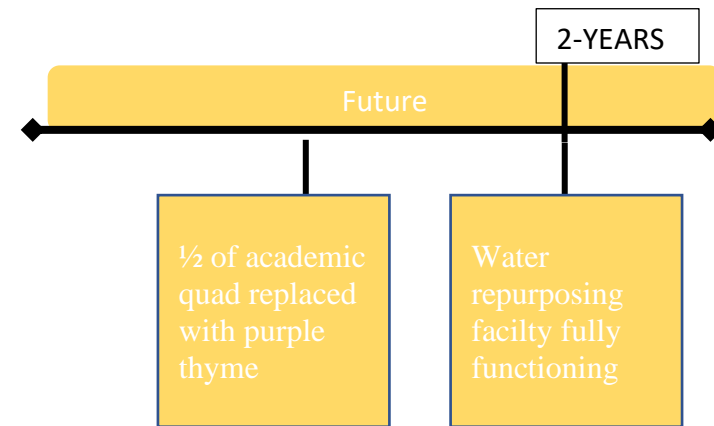 2-YEARS
Future
½ of academic
quad replaced
with purple
thyme
Water
repurposing
facilty fully
functioning